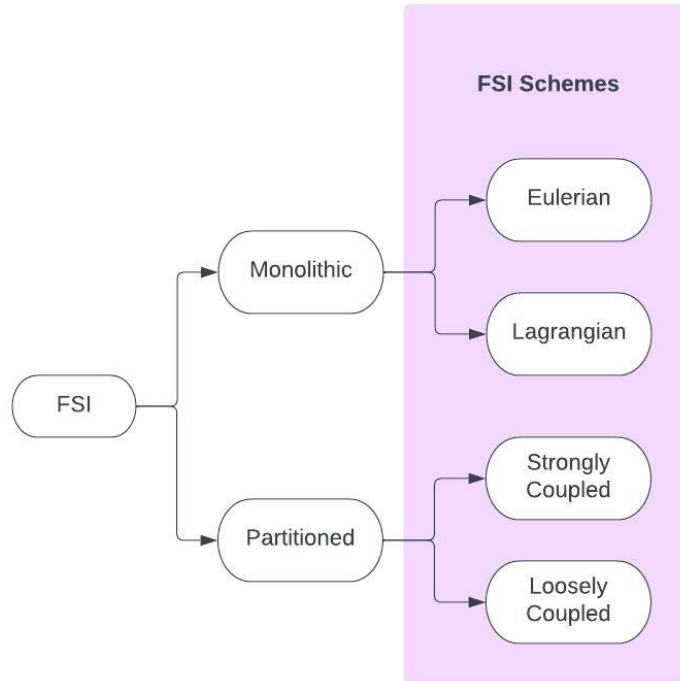 FSI Schemes
Eulerian
Monolithic
Lagrangian
FSI
Strongly
Coupled
Partitioned
Loosely
Coupled